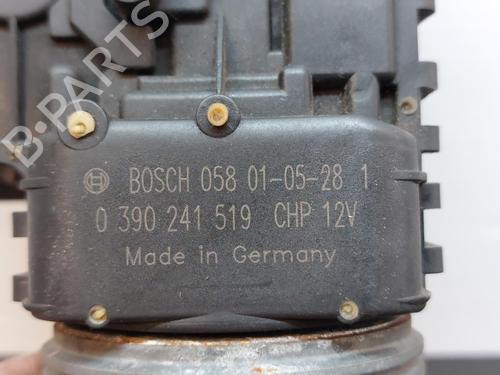 B-PARTS
BOSCH 058 01-05-28 1
0 390 241 519 CHP 12V
Made in Germany